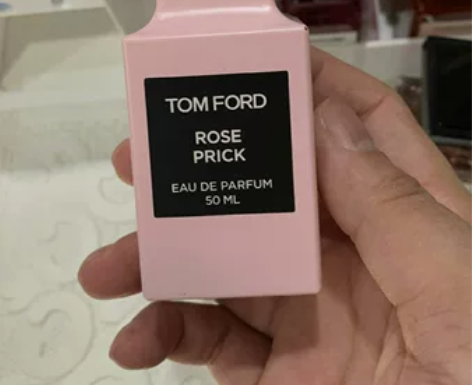 TOM FORD
ROSE
PRICK
EAU DE PARFUM
50 ML